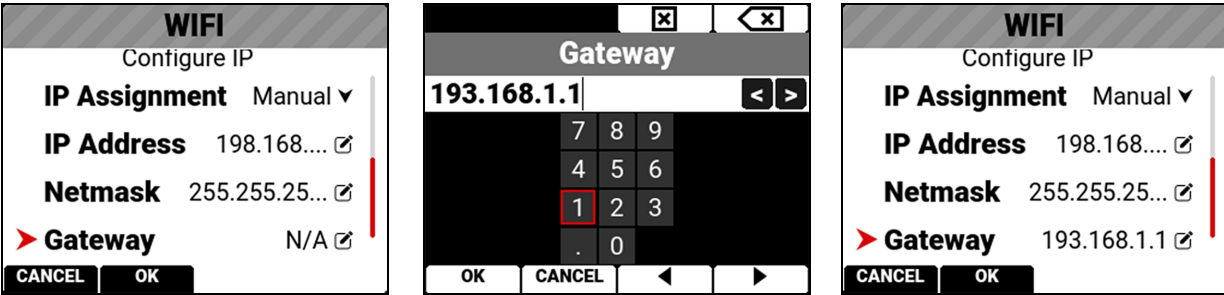 WIFI
Configure IP
IP Assignment Manual
IP Address 198.168....
Netmask 255.255.25...
Gateway N/A
CANCEL OK
Gateway
193.168.1.1
< >
7 8 9
4 5 6
1 2 3
. 0
OK CANCEL
WIFI
Configure IP
IP Assignment Manual
IP Address 198.168....
Netmask 255.255.25...
Gateway 193.168.1.1
CANCEL OK